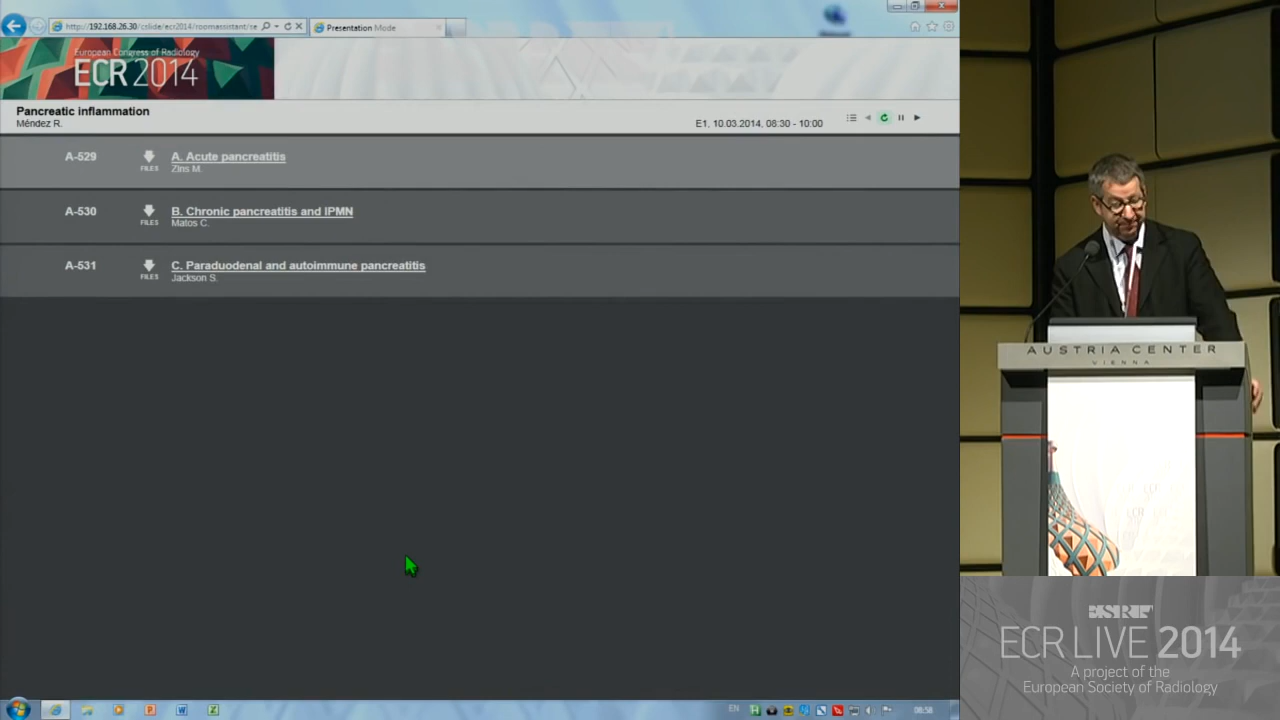 http://192.168.26.30/cslide/ecr2014/roomassistant/se
Presentation Mode
European Congress of Radiology
ECR 2014
Pancreatic inflammation
Méndez R.
E1, 10.03.2014, 08:30 - 10:00
A-529
FILES
A. Acute pancreatitis
Zins M.
A-530
FILES
B. Chronic pancreatitis and IPMN
Matos C.
A-531
FILES
C. Paraduodenal and autoimmune pancreatitis
Jackson S.
EN
08:58
AUSTRIA CENTER
VIENNA
ECR LIVE 2014
A project of the
European Society of Radiology